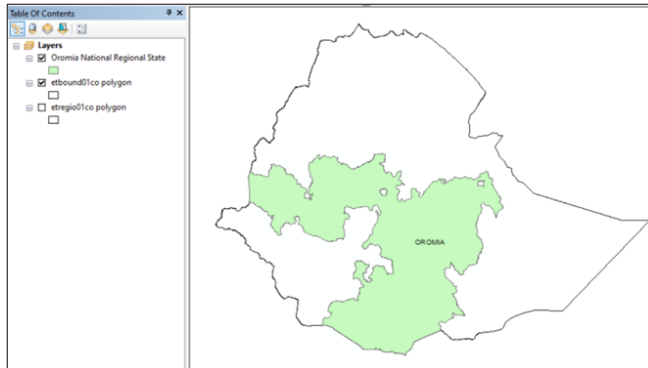 Table Of Contents
Layers
Oromia National Regional State
etbound01co polygon
etregio01co polygon
OROMIA